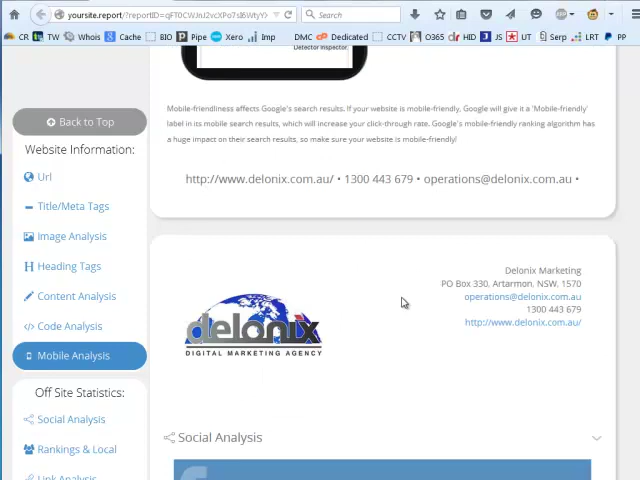 yoursite.report/?reportID=qFT0CWJnJ2vcXPo7sI6WtyY
Search
CR TW Whois Cache BIO Pipe Xero Imp DMC Dedicated CCTV O365 HID JS UT Serp LRT PP
Detector Inspector.
Mobile-friendliness affects Google's search results. If your website is mobile-friendly, Google will give it a 'Mobile-friendly'
label in its mobile search results, which will increase your click-through rate. Google's mobile-friendly ranking algorithm has
a huge impact on their search results, so make sure your website is mobile-friendly!
http://www.delonix.com.au/ • 1300 443 679 • operations@delonix.com.au •
Back to Top
Website Information:
Url
Title/Meta Tags
Image Analysis
Heading Tags
Content Analysis
Code Analysis
Mobile Analysis
Off Site Statistics:
Social Analysis
Rankings & Local
Link Analysis
Delonix Marketing
PO Box 330, Artarmon, NSW, 1570
operations@delonix.com.au
1300 443 679
http://www.delonix.com.au/
delonix
DIGITAL MARKETING AGENCY
Social Analysis